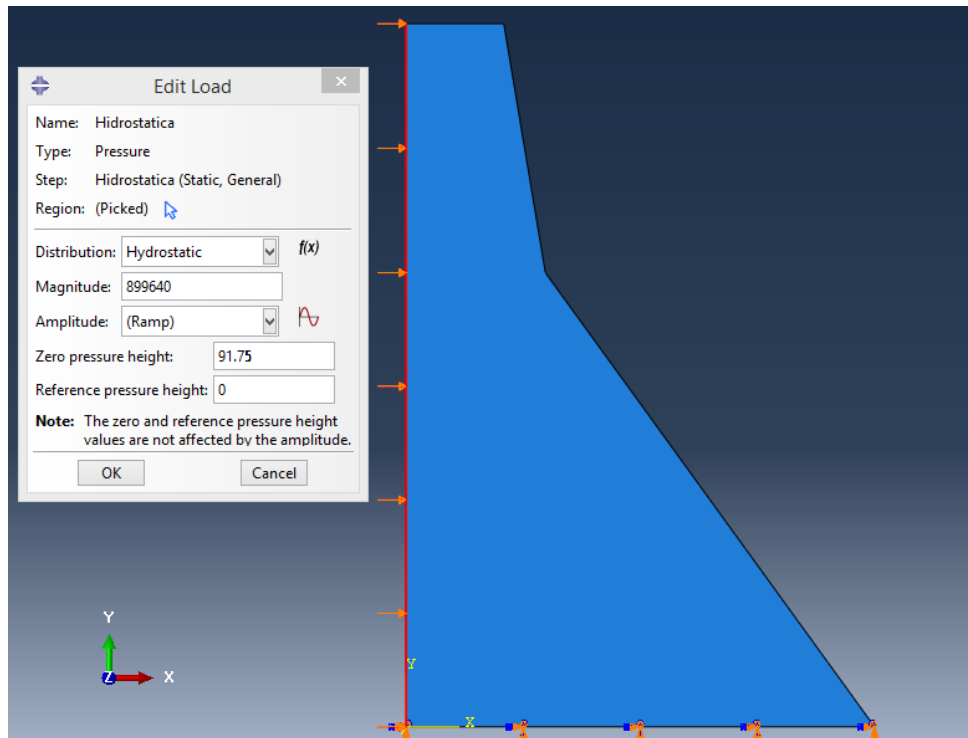 Edit Load
Name: Hidrostatica
Type: Pressure
Step: Hidrostatica (Static, General)
Region: (Picked)
Distribution: Hydrostatic f(x)
Magnitude: 899640
Amplitude: (Ramp)
Zero pressure height: 91.75
Reference pressure height: 0
Note: The zero and reference pressure height
values are not affected by the amplitude.
OK Cancel
Y
Z X
Y
X